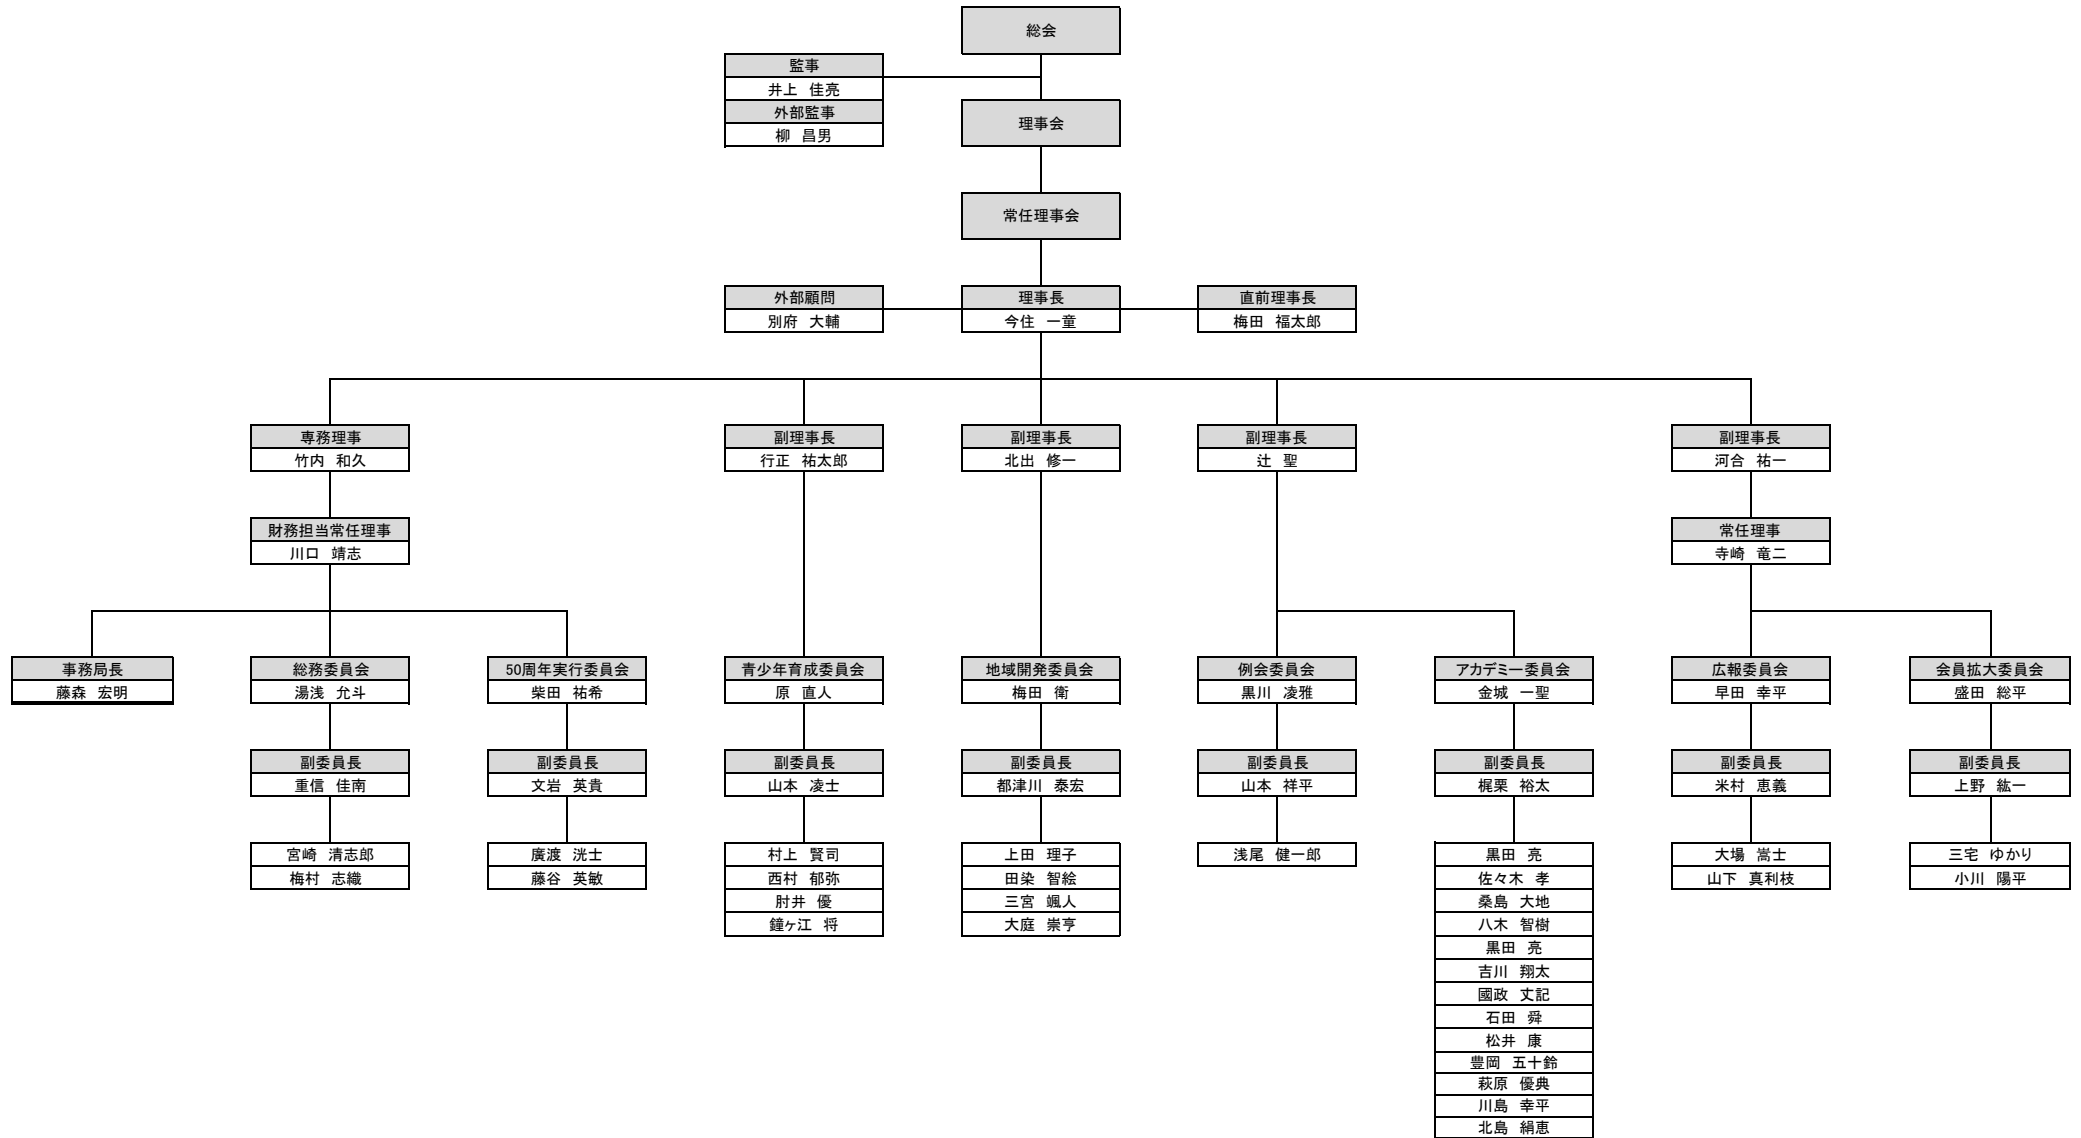 総会
監事
井上 佳亮
外部監事
柳 昌男
理事会
常任理事会
外部顧問
別府 大輔
理事長
今住 一童
直前理事長
梅田 福太郎
専務理事
竹内 和久
財務担当常任理事
川口 靖志
事務局長
藤森 宏明
総務委員会
湯浅 允斗
副委員長
重信 佳南
宮崎 清志郎
梅村 志織
50周年実行委員会
柴田 祐希
副委員長
文岩 英貴
廣渡 洸士
藤谷 英敏
副理事長
行正 祐太郎
青少年育成委員会
原 直人
副委員長
山本 凌士
村上 賢司
西村 郁弥
肘井 優
鐘ヶ江 将
副理事長
北出 修一
地域開発委員会
梅田 衛
副委員長
都津川 泰宏
上田 理子
田染 智絵
三宮 颯人
大庭 崇亨
副理事長
辻 聖
例会委員会
黒川 凌雅
副委員長
山本 祥平
浅尾 健一郎
アカデミー委員会
金城 一聖
副委員長
梶栗 裕太
黒田 亮
佐々木 孝
桑島 大地
八木 智樹
黒田 亮
吉川 翔太
國政 丈記
石田 舜
松井 康
豊岡 五十鈴
萩原 優典
川島 幸平
北島 絹恵
副理事長
河合 祐一
常任理事
寺崎 竜二
広報委員会
早田 幸平
副委員長
米村 恵義
大場 嵩士
山下 真利枝
会員拡大委員会
盛田 総平
副委員長
上野 紘一
三宅 ゆかり
小川 陽平